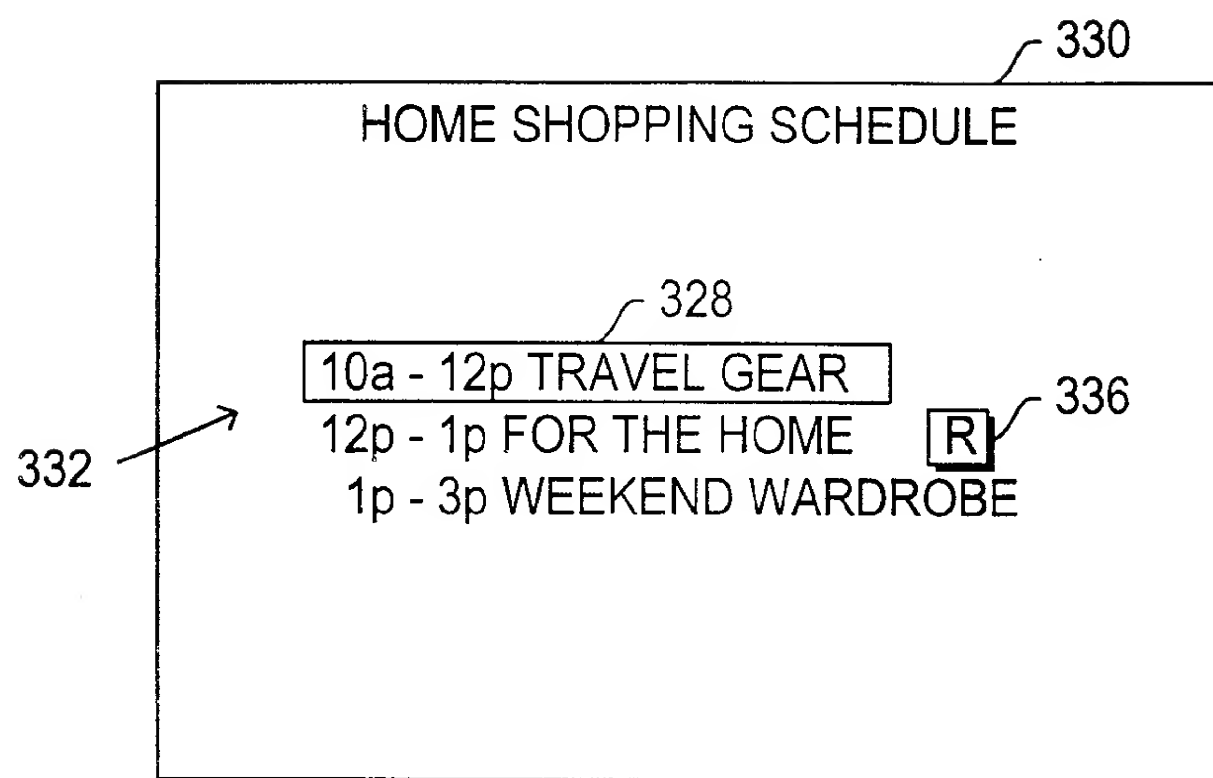 330
HOME SHOPPING SCHEDULE
328
10a - 12p TRAVEL GEAR
12p - 1p FOR THE HOME R 336
332
1p - 3p WEEKEND WARDROBE